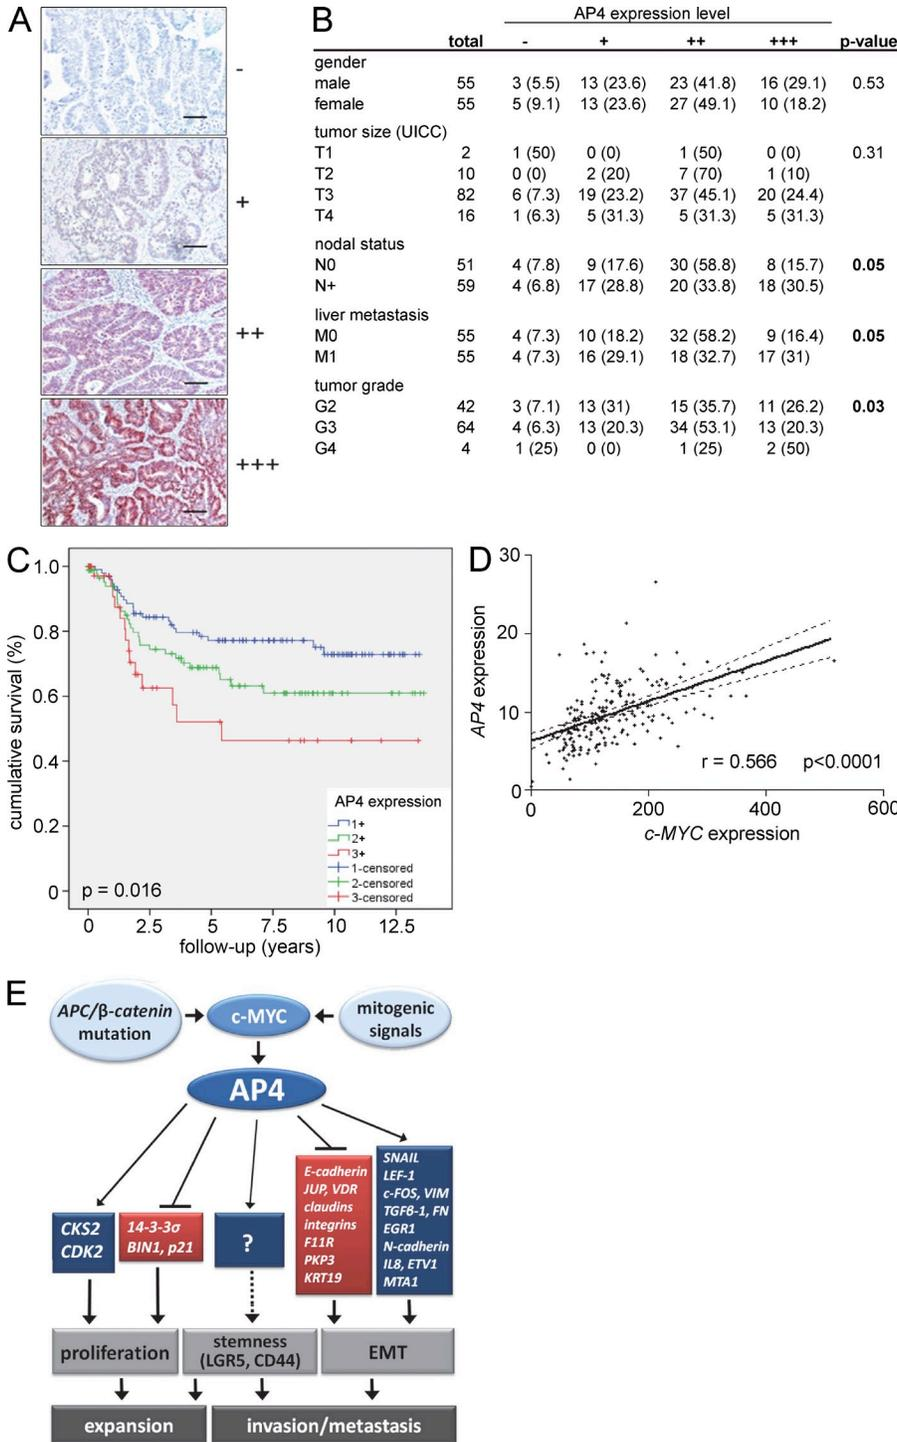 A
-
+
++
+++
B
AP4 expression level
total - + ++ +++ p-value
gender
male 55 3 (5.5) 13 (23.6) 23 (41.8) 16 (29.1) 0.53
female 55 5 (9.1) 13 (23.6) 27 (49.1) 10 (18.2)
tumor size (UICC)
T1 2 1 (50) 0 (0) 1 (50) 0 (0) 0.31
T2 10 0 (0) 2 (20) 7 (70) 1 (10)
T3 82 6 (7.3) 19 (23.2) 37 (45.1) 20 (24.4)
T4 16 1 (6.3) 5 (31.3) 5 (31.3) 5 (31.3)
nodal status
N0 51 4 (7.8) 9 (17.6) 30 (58.8) 8 (15.7) 0.05
N+ 59 4 (6.8) 17 (28.8) 20 (33.8) 18 (30.5)
liver metastasis
M0 55 4 (7.3) 10 (18.2) 32 (58.2) 9 (16.4) 0.05
M1 55 4 (7.3) 16 (29.1) 18 (32.7) 17 (31)
tumor grade
G2 42 3 (7.1) 13 (31) 15 (35.7) 11 (26.2) 0.03
G3 64 4 (6.3) 13 (20.3) 34 (53.1) 13 (20.3)
G4 4 1 (25) 0 (0) 1 (25) 2 (50)
C
cumulative survival (%)
1.0
0.8
0.6
0.4
0.2
0
AP4 expression
1+
2+
3+
1-censored
2-censored
3-censored
p = 0.016
0 2.5 5 7.5 10 12.5
follow-up (years)
D
AP4 expression
30
20
10
0
r = 0.566 p<0.0001
0 200 400 600
c-MYC expression
E
APC/β-catenin
mutation
c-MYC
mitogenic
signals
AP4
CKS2
CDK2
14-3-3σ
BIN1, p21
?
E-cadherin
JUP, VDR
claudins
integrins
F11R
PKP3
KRT19
SNAIL
LEF-1
c-FOS, VIM
TGFβ-1, FN
EGR1
N-cadherin
IL8, ETV1
MTA1
proliferation
stemness
(LGR5, CD44)
EMT
expansion
invasion/metastasis